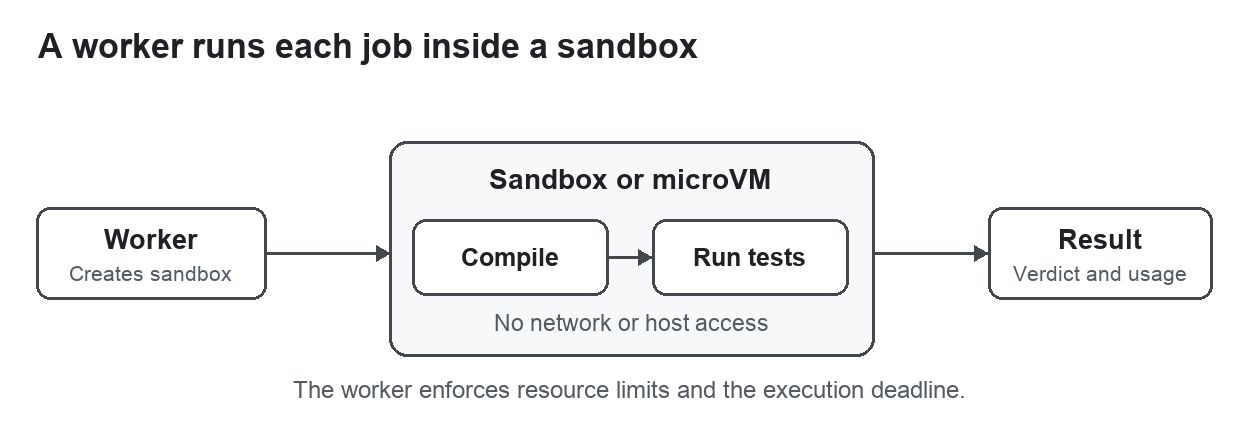 A worker runs each job inside a sandbox
Sandbox or microVM
Worker
Creates sandbox
Compile
Run tests
Result
Verdict and usage
No network or host access
The worker enforces resource limits and the execution deadline.